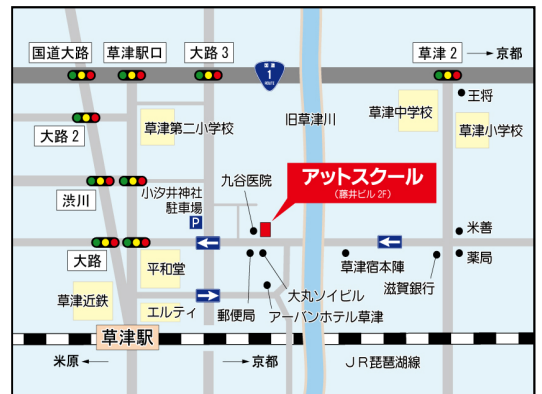 国道大路
草津駅口
大路3
国道
1
ROUTE
草津2
京都
王将
大路2
草津第二小学校
旧草津川
草津中学校
草津小学校
渋川
小汐井神社
駐車場
P
九谷医院
アットスクール
(藤井ビル2F)
大路
平和堂
米善
薬局
草津宿本陣
滋賀銀行
草津近鉄
エルティ
郵便局
大丸ソイビル
アーバンホテル草津
草津駅
米原
京都
JR琵琶湖線